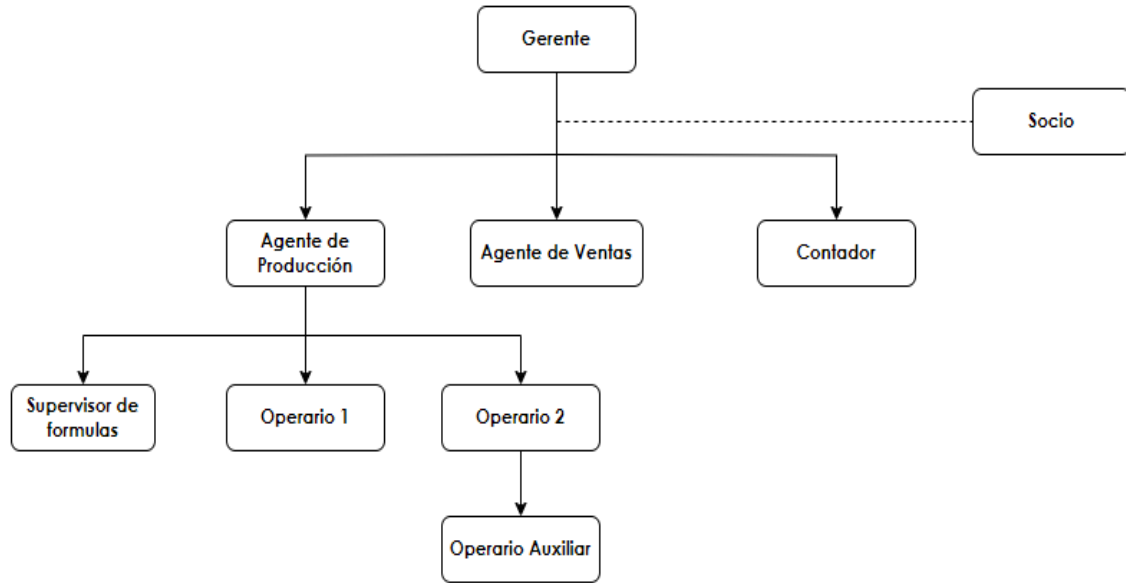 Gerente
Socio
Agente de
Producción
Agente de Ventas
Contador
Supervisor de
formulas
Operario 1
Operario 2
Operario Auxiliar